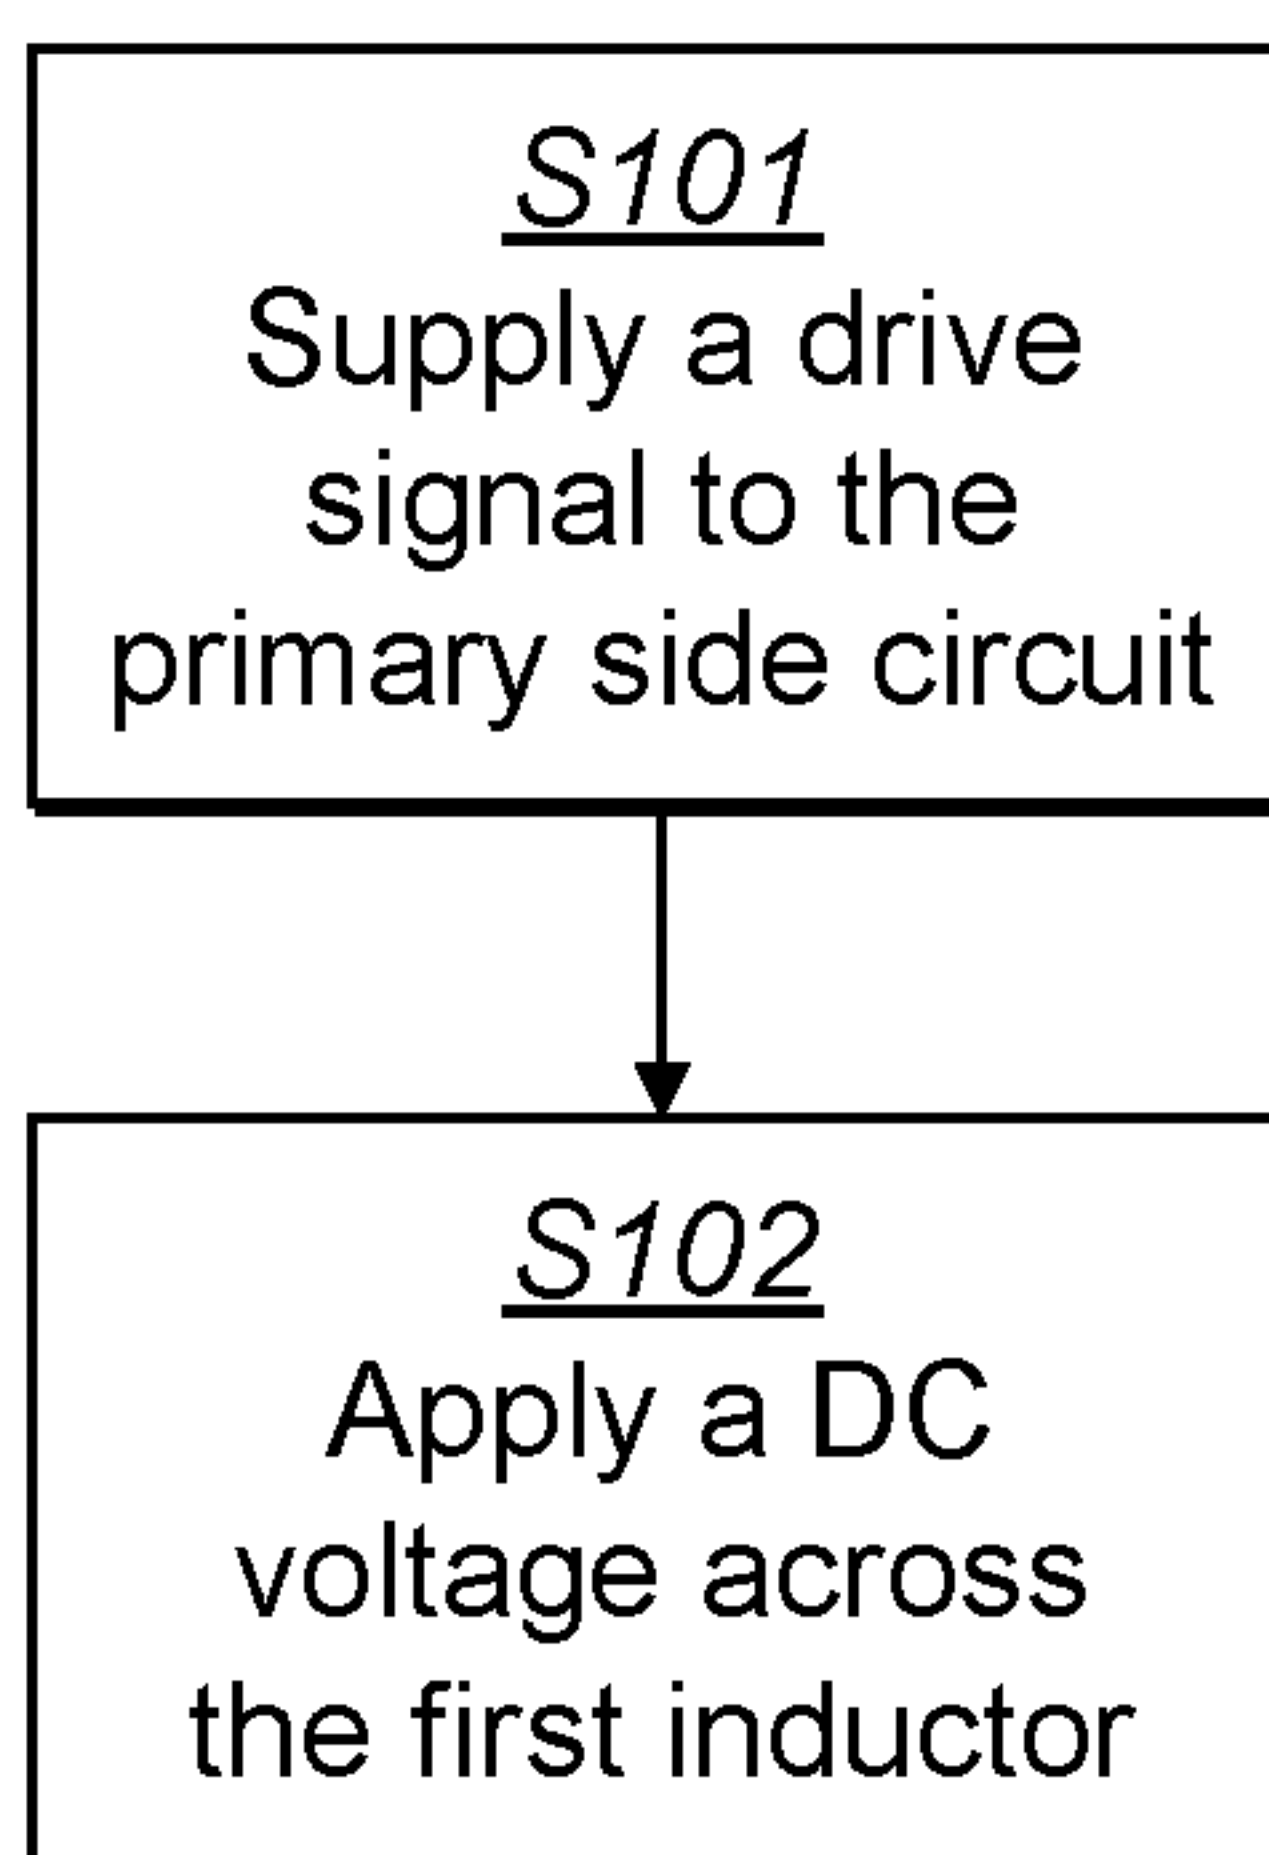 S101
Supply a drive
signal to the
primary side circuit
S102
Apply a DC
voltage across
the first inductor